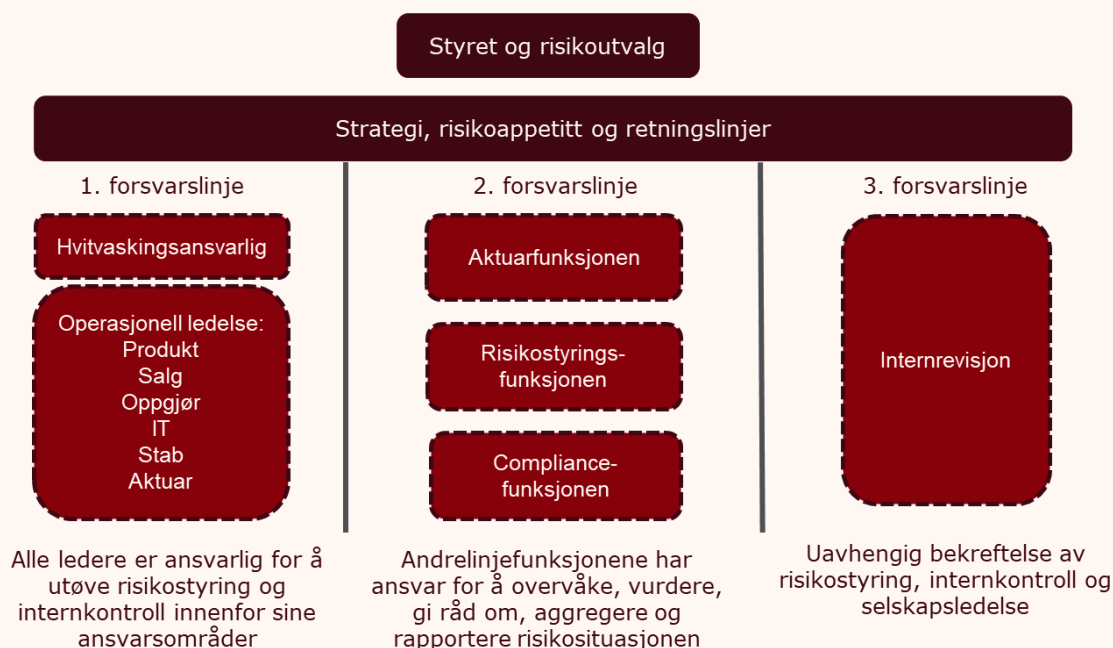 Styret og risikoutvalg
Strategi, risikoappetitt og retningslinjer
1. forsvarslinje
Hvitvaskingsansvarlig
Operasjonell ledelse:
Produkt
Salg
Oppgjør
IT
Stab
Aktuar
Alle ledere er ansvarlig for å
utøve risikostyring og
internkontroll innenfor sine
ansvarsområder
2. forsvarslinje
Aktuarfunksjonen
Risikostyrings-
funksjonen
Compliance-
funksjonen
Andrelinjefunksjonene har
ansvar for å overvåke, vurdere,
gi råd om, aggregere og
rapportere risikosituasjonen
3. forsvarslinje
Internrevisjon
Uavhengig bekreftelse av
risikostyring, internkontroll og
selskapsledelse